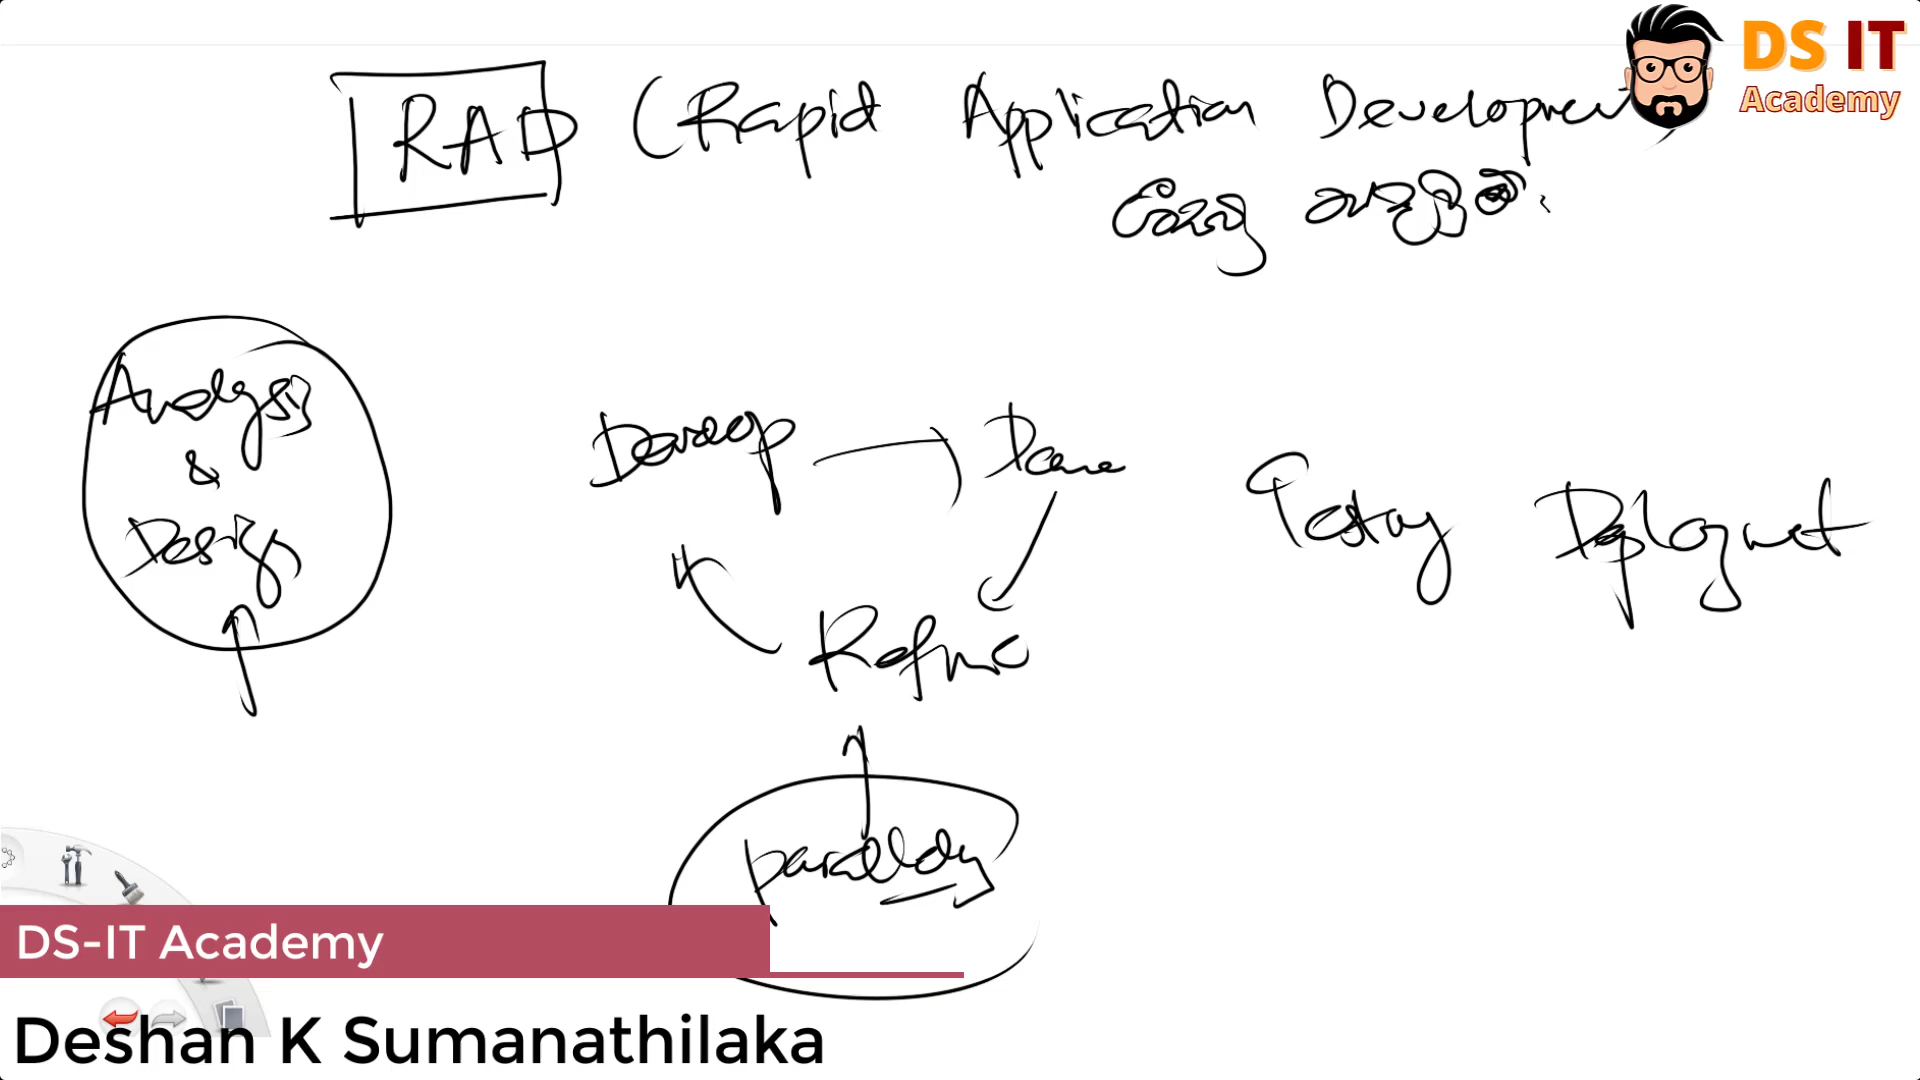 DS IT
Academy
RAD (Rapid Application Development
Analysis
&
Design
Develop
Demo
Refine
Testing
Deployment
parallely
DS-IT Academy
Deshan K Sumanathilaka